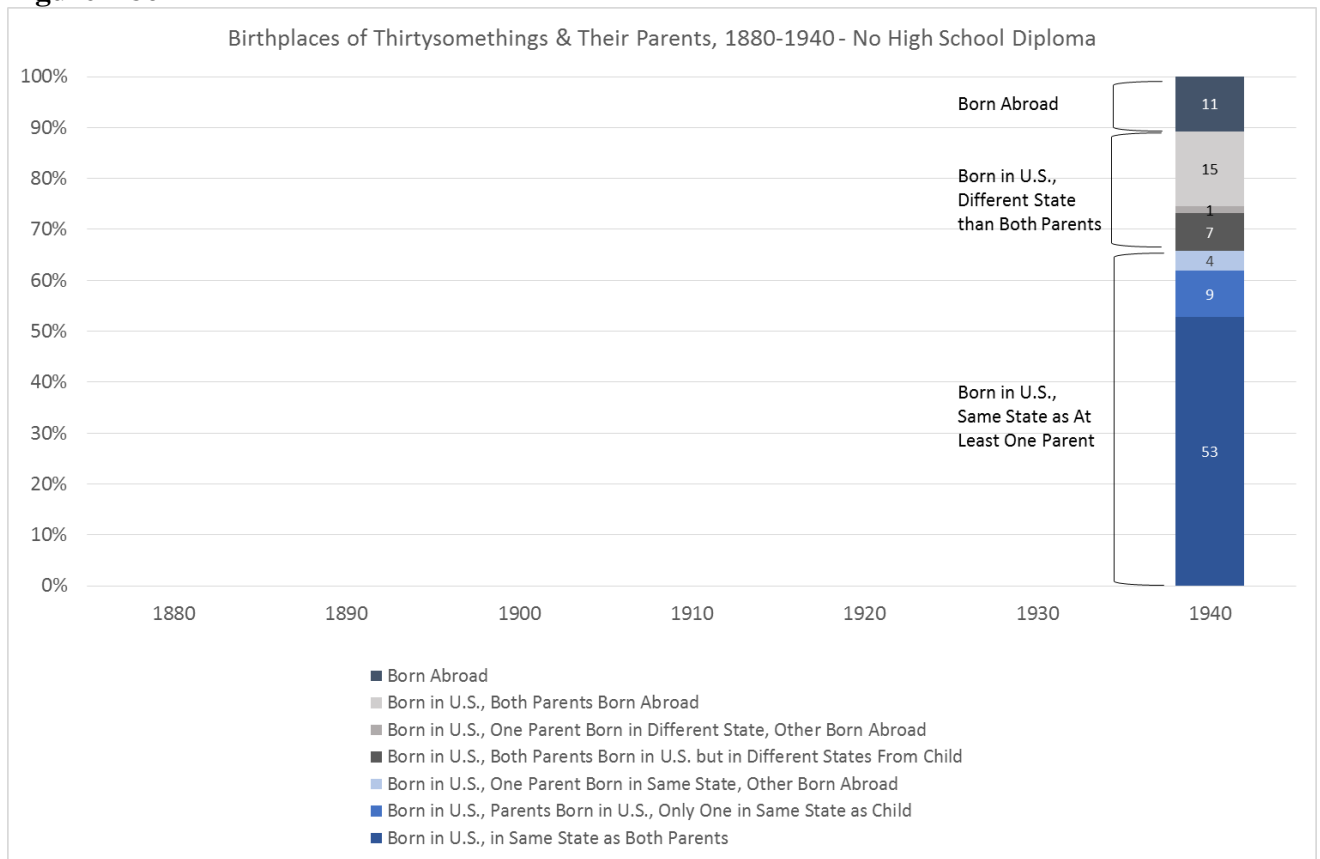 Birthplaces of Thirtysomethings & Their Parents, 1880-1940 - No High School Diploma
100%
90%
80%
70%
60%
50%
40%
30%
20%
10%
0%
Born Abroad
Born in U.S.,
Different State
than Both Parents
Born in U.S.,
Same State as At
Least One Parent
11
15
1
7
4
9
53
1880 1890 1900 1910 1920 1930 1940
Born Abroad
Born in U.S., Both Parents Born Abroad
Born in U.S., One Parent Born in Different State, Other Born Abroad
Born in U.S., Both Parents Born in U.S. but in Different States From Child
Born in U.S., One Parent Born in Same State, Other Born Abroad
Born in U.S., Parents Born in U.S., Only One in Same State as Child
Born in U.S., in Same State as Both Parents